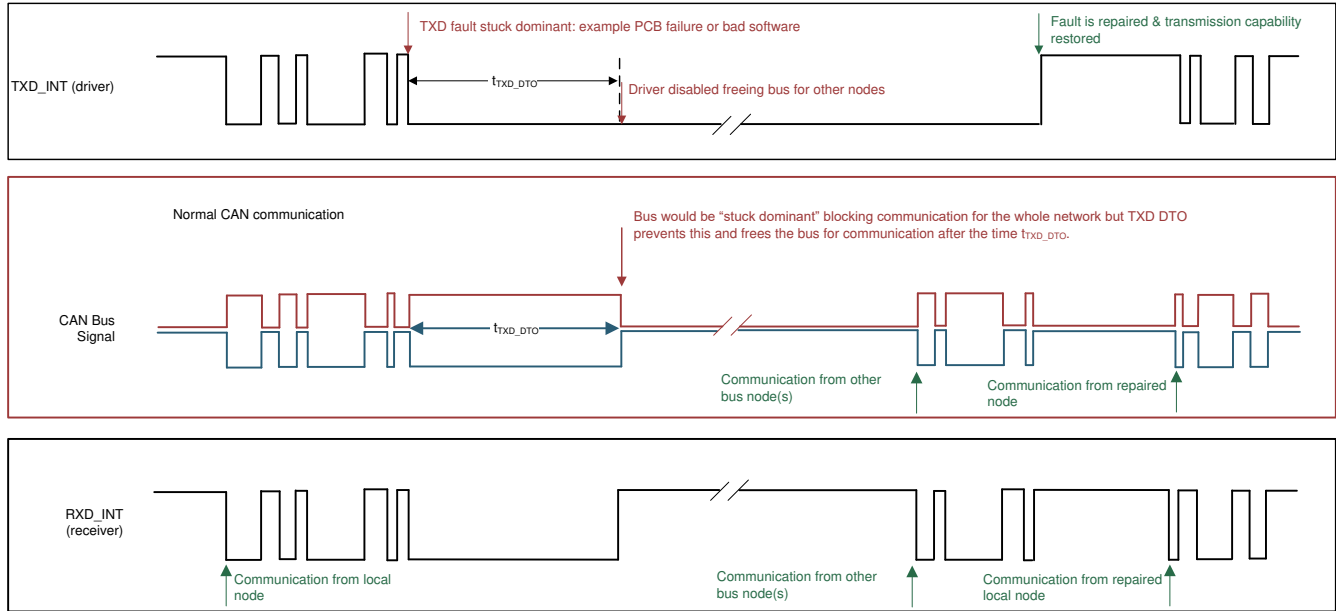 TXD fault stuck dominant: example PCB failure or bad software
Fault is repaired & transmission capability
restored
TXD_INT (driver)
tTXD_DTO
Driver disabled freeing bus for other nodes
Normal CAN communication
Bus would be “stuck dominant” blocking communication for the whole network but TXD DTO
prevents this and frees the bus for communication after the time tTXD_DTO.
CAN Bus
Signal
tTXD_DTO
Communication from other
bus node(s)
Communication from repaired
node
RXD_INT
(receiver)
Communication from local
node
Communication from other
bus node(s)
Communication from repaired
local node